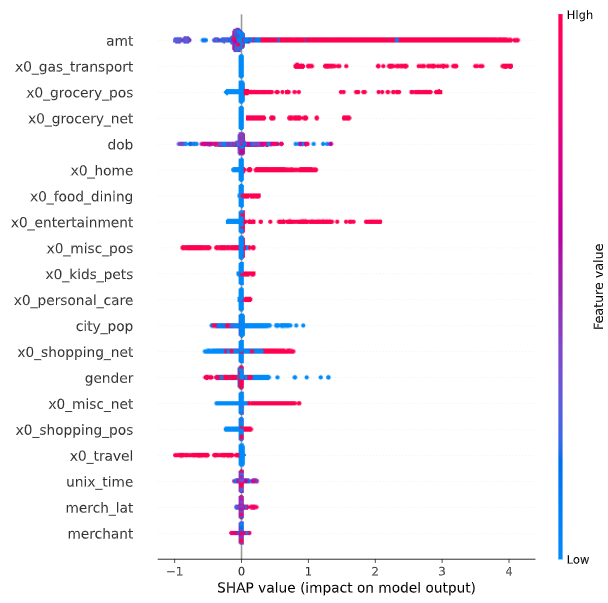 High
amt
x0_gas_transport
x0_grocery_pos
x0_grocery_net
dob
x0_home
x0_food_dining
x0_entertainment
x0_misc_pos
x0_kids_pets
x0_personal_care
city_pop
x0_shopping_net
gender
x0_misc_net
x0_shopping_pos
x0_travel
unix_time
merch_lat
merchant
Feature value
Low
−1 0 1 2 3 4
SHAP value (impact on model output)